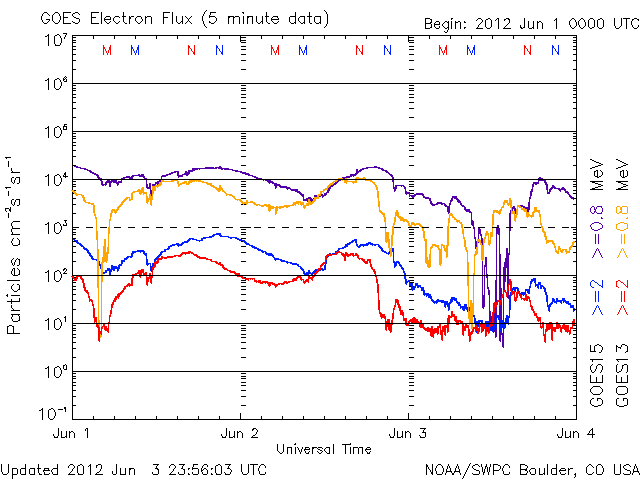 GOES Electron Flux (5 minute data)
Begin: 2012 Jun 1 0000 UTC
10⁷
M M N N M M N N M M N N
10⁶
10⁵
10⁴
10³
10²
10¹
10⁰
10⁻¹
Particles cm⁻²s⁻¹sr⁻¹
Jun 1 Jun 2 Jun 3 Jun 4
Universal Time
GOES15 >=2 >=0.8 MeV
GOES13 >=2 >=0.8 MeV
Updated 2012 Jun 3 23:56:03 UTC
NOAA/SWPC Boulder, CO USA